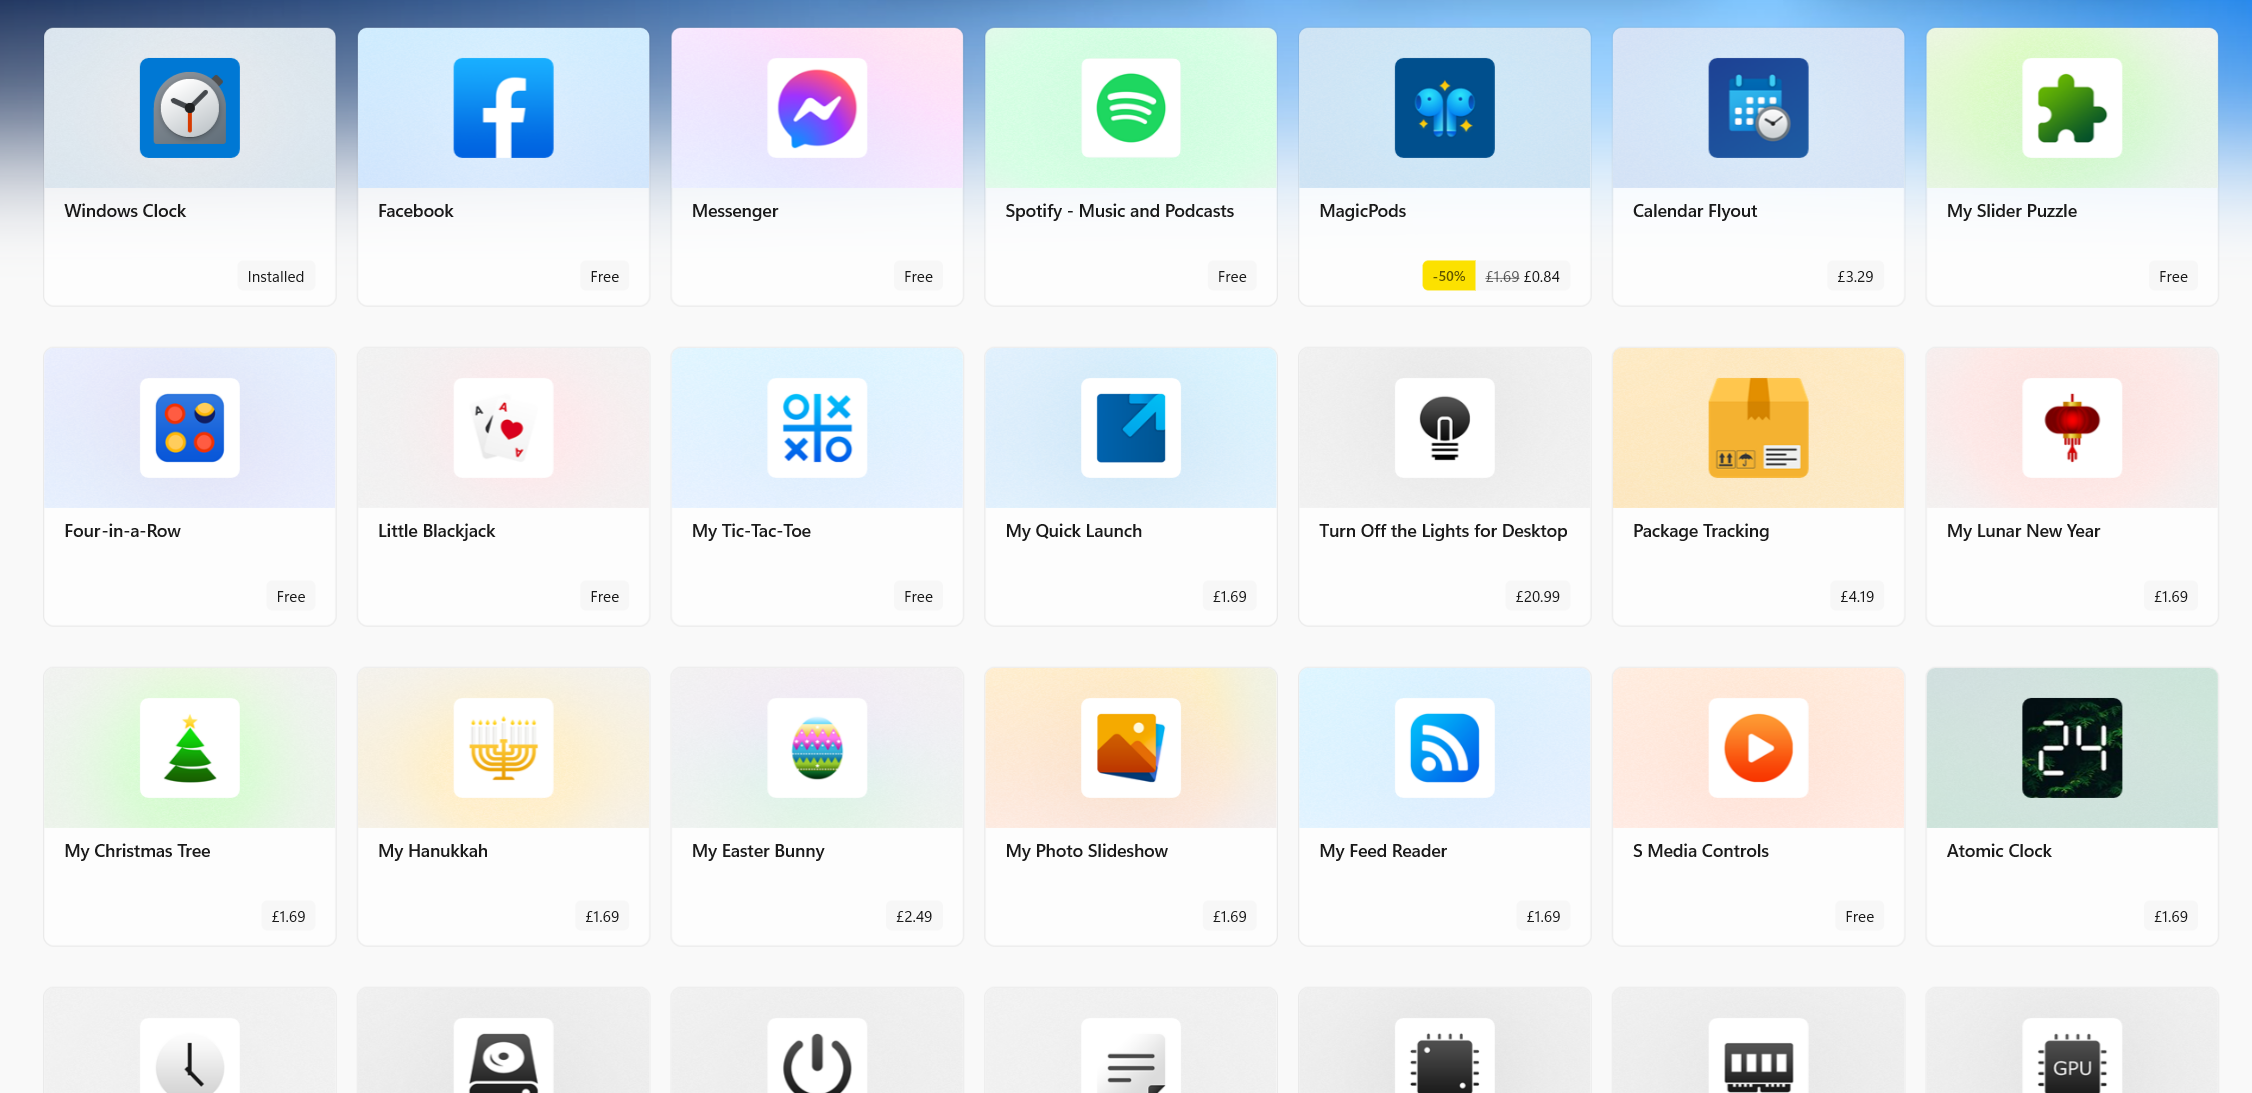 Windows Clock
Installed
Facebook
Free
Messenger
Free
Spotify - Music and Podcasts
Free
MagicPods
-50% £1.69 £0.84
Calendar Flyout
£3.29
My Slider Puzzle
Free
Four-in-a-Row
Free
A
A
A
Little Blackjack
Free
My Tic-Tac-Toe
Free
My Quick Launch
£1.69
Turn Off the Lights for Desktop
£20.99
Package Tracking
£4.19
My Lunar New Year
£1.69
My Christmas Tree
£1.69
My Hanukkah
£1.69
My Easter Bunny
£2.49
My Photo Slideshow
£1.69
My Feed Reader
£1.69
S Media Controls
Free
24
Atomic Clock
£1.69
GPU